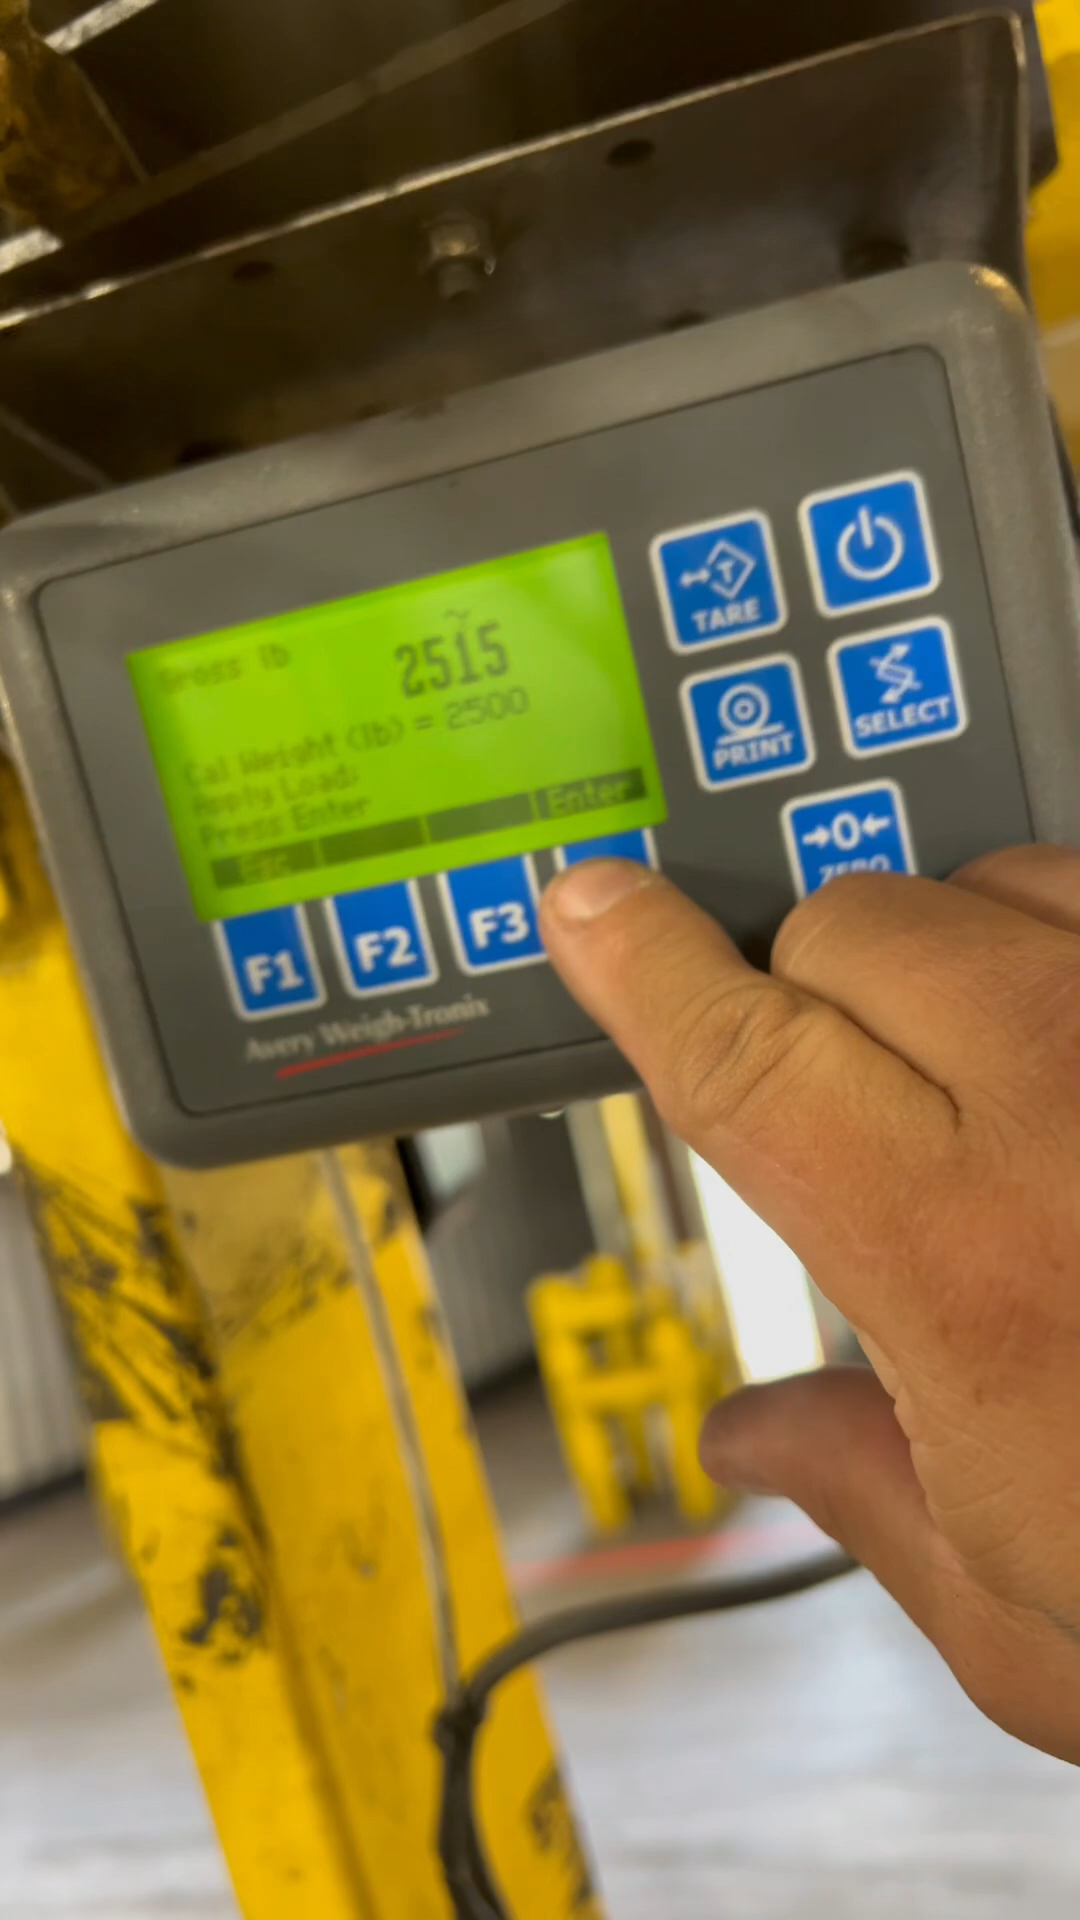 Gross lb
2515
Cal Weight (lb) = 2500
Apply Load;
Press Enter
Esc Enter
TARE
PRINT
SELECT
→0←
ZERO
F1 F2 F3
Avery Weigh-Tronix